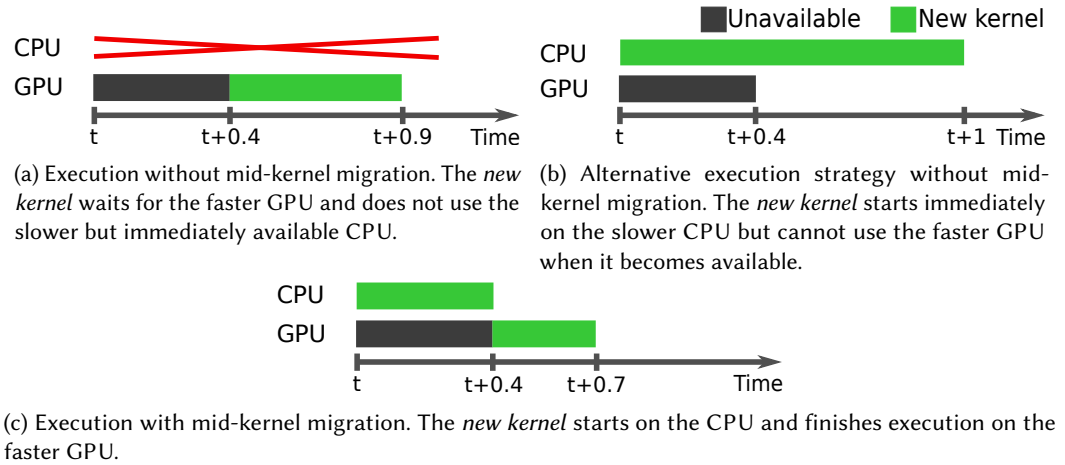 Unavailable New kernel
CPU
GPU
t t+0.4 t+0.9 Time
CPU
GPU
t t+0.4 t+1 Time
(a) Execution without mid-kernel migration. The new
kernel waits for the faster GPU and does not use the
slower but immediately available CPU.
(b) Alternative execution strategy without mid-
kernel migration. The new kernel starts immediately
on the slower CPU but cannot use the faster GPU
when it becomes available.
CPU
GPU
t t+0.4 t+0.7 Time
(c) Execution with mid-kernel migration. The new kernel starts on the CPU and finishes execution on the
faster GPU.